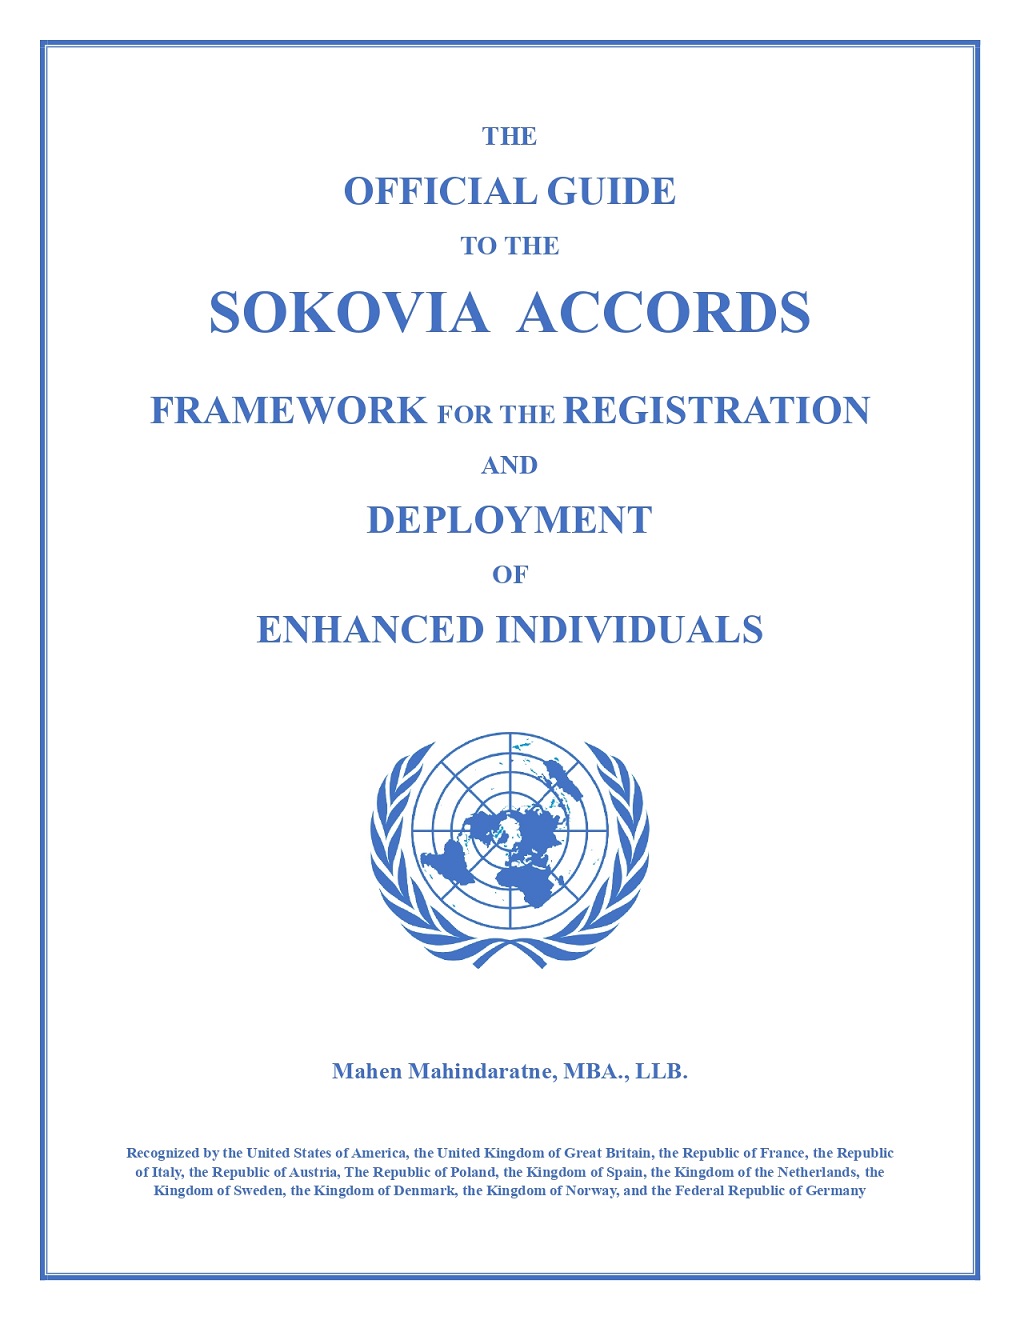 THE
OFFICIAL GUIDE
TO THE
SOKOVIA ACCORDS
FRAMEWORK FOR THE REGISTRATION
AND
DEPLOYMENT
OF
ENHANCED INDIVIDUALS
Mahen Mahindaratne, MBA., LLB.
Recognized by the United States of America, the United Kingdom of Great Britain, the Republic of France, the Republic
of Italy, the Republic of Austria, The Republic of Poland, the Kingdom of Spain, the Kingdom of the Netherlands, the
Kingdom of Sweden, the Kingdom of Denmark, the Kingdom of Norway, and the Federal Republic of Germany